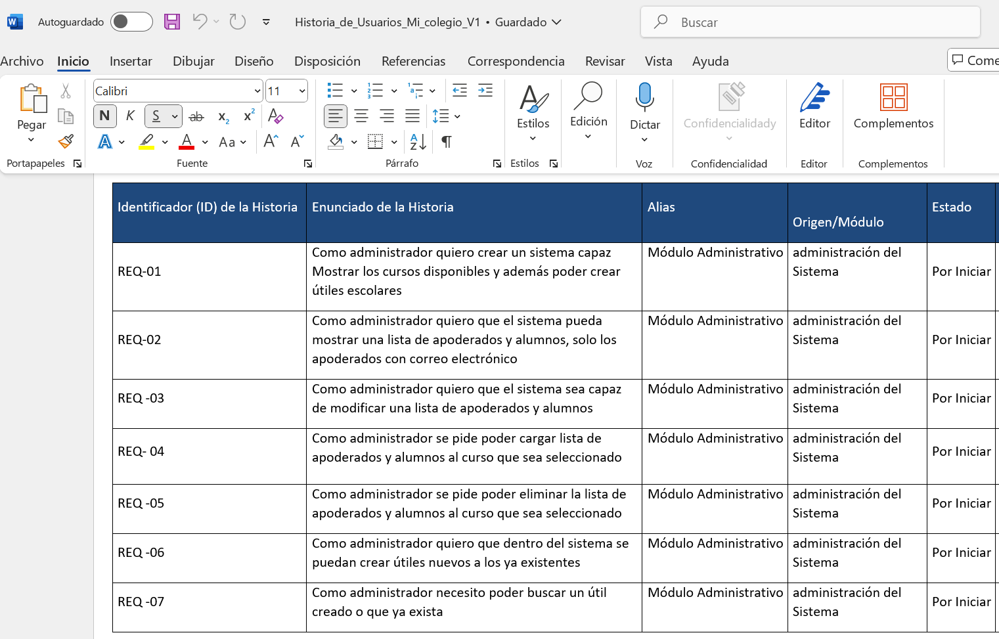 Autoguardado
Historia_de_Usuarios_Mi_colegio_V1 • Guardado
Buscar
Archivo Inicio Insertar Dibujar Diseño Disposición Referencias Correspondencia Revisar Vista Ayuda Come
Pegar
Portapapeles
Calibri 11
N K S ab x₂ x²
A A Aa A A
Fuente
Párrafo
Estilos
Estilos
Edición
Dictar
Voz
Confidencialidady
Confidencialidad
Editor
Editor
Complementos
Complementos
Identificador (ID) de la Historia Enunciado de la Historia Alias Origen/Módulo Estado
REQ-01
Como administrador quiero crear un sistema capaz
Mostrar los cursos disponibles y además poder crear
útiles escolares
Módulo Administrativo
administración del
Sistema
Por Iniciar
REQ-02
Como administrador quiero que el sistema pueda
mostrar una lista de apoderados y alumnos, solo los
apoderados con correo electrónico
Módulo Administrativo
administración del
Sistema
Por Iniciar
REQ -03
Como administrador quiero que el sistema sea capaz
de modificar una lista de apoderados y alumnos
Módulo Administrativo
administración del
Sistema
Por Iniciar
REQ- 04
Como administrador se pide poder cargar lista de
apoderados y alumnos al curso que sea seleccionado
Módulo Administrativo
administración del
Sistema
Por Iniciar
REQ -05
Como administrador se pide poder eliminar la lista de
apoderados y alumnos al curso que sea seleccionado
Módulo Administrativo
administración del
Sistema
Por Iniciar
REQ -06
Como administrador quiero que dentro del sistema se
puedan crear útiles nuevos a los ya existentes
Módulo Administrativo
administración del
Sistema
Por Iniciar
REQ -07
Como administrador necesito poder buscar un útil
creado o que ya exista
Módulo Administrativo
administración del
Sistema
Por Iniciar